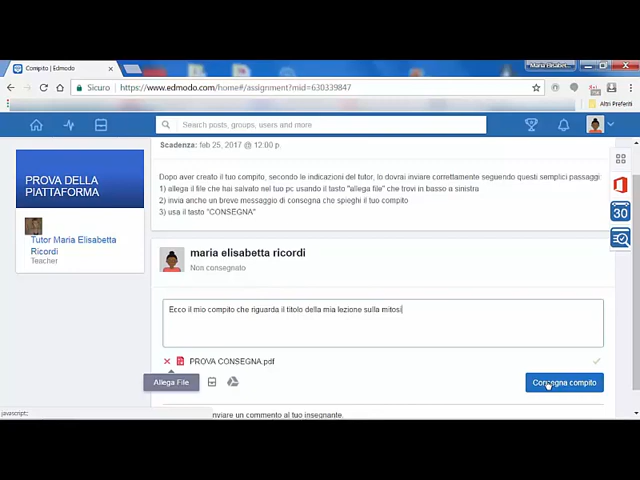 Compito | Edmodo
Maria Elisabet...
Sicuro
https://www.edmodo.com/home#/assignment?mid=630339847
Altri Preferiti
Search posts, groups, users and more
Scadenza: feb 25, 2017 @ 12:00 p.
PROVA DELLA
PIATTAFORMA
Tutor Maria Elisabetta
Ricordi
Teacher
Dopo aver creato il tuo compito, secondo le indicazioni del tutor, lo dovrai inviare correttamente seguendo questi semplici passaggi:
1) allega il file che hai salvato nel tuo pc usando il tasto "allega file" che trovi in basso a sinistra
2) invia anche un breve messaggio di consegna che spieghi il tuo compito
3) usa il tasto "CONSEGNA"
30
maria elisabetta ricordi
Non consegnato
Ecco il mio compito che riguarda il titolo della mia lezione sulla mitosi
PROVA CONSEGNA.pdf
Allega File
Consegna compito
javascript:;
nviare un commento al tuo insegnante.